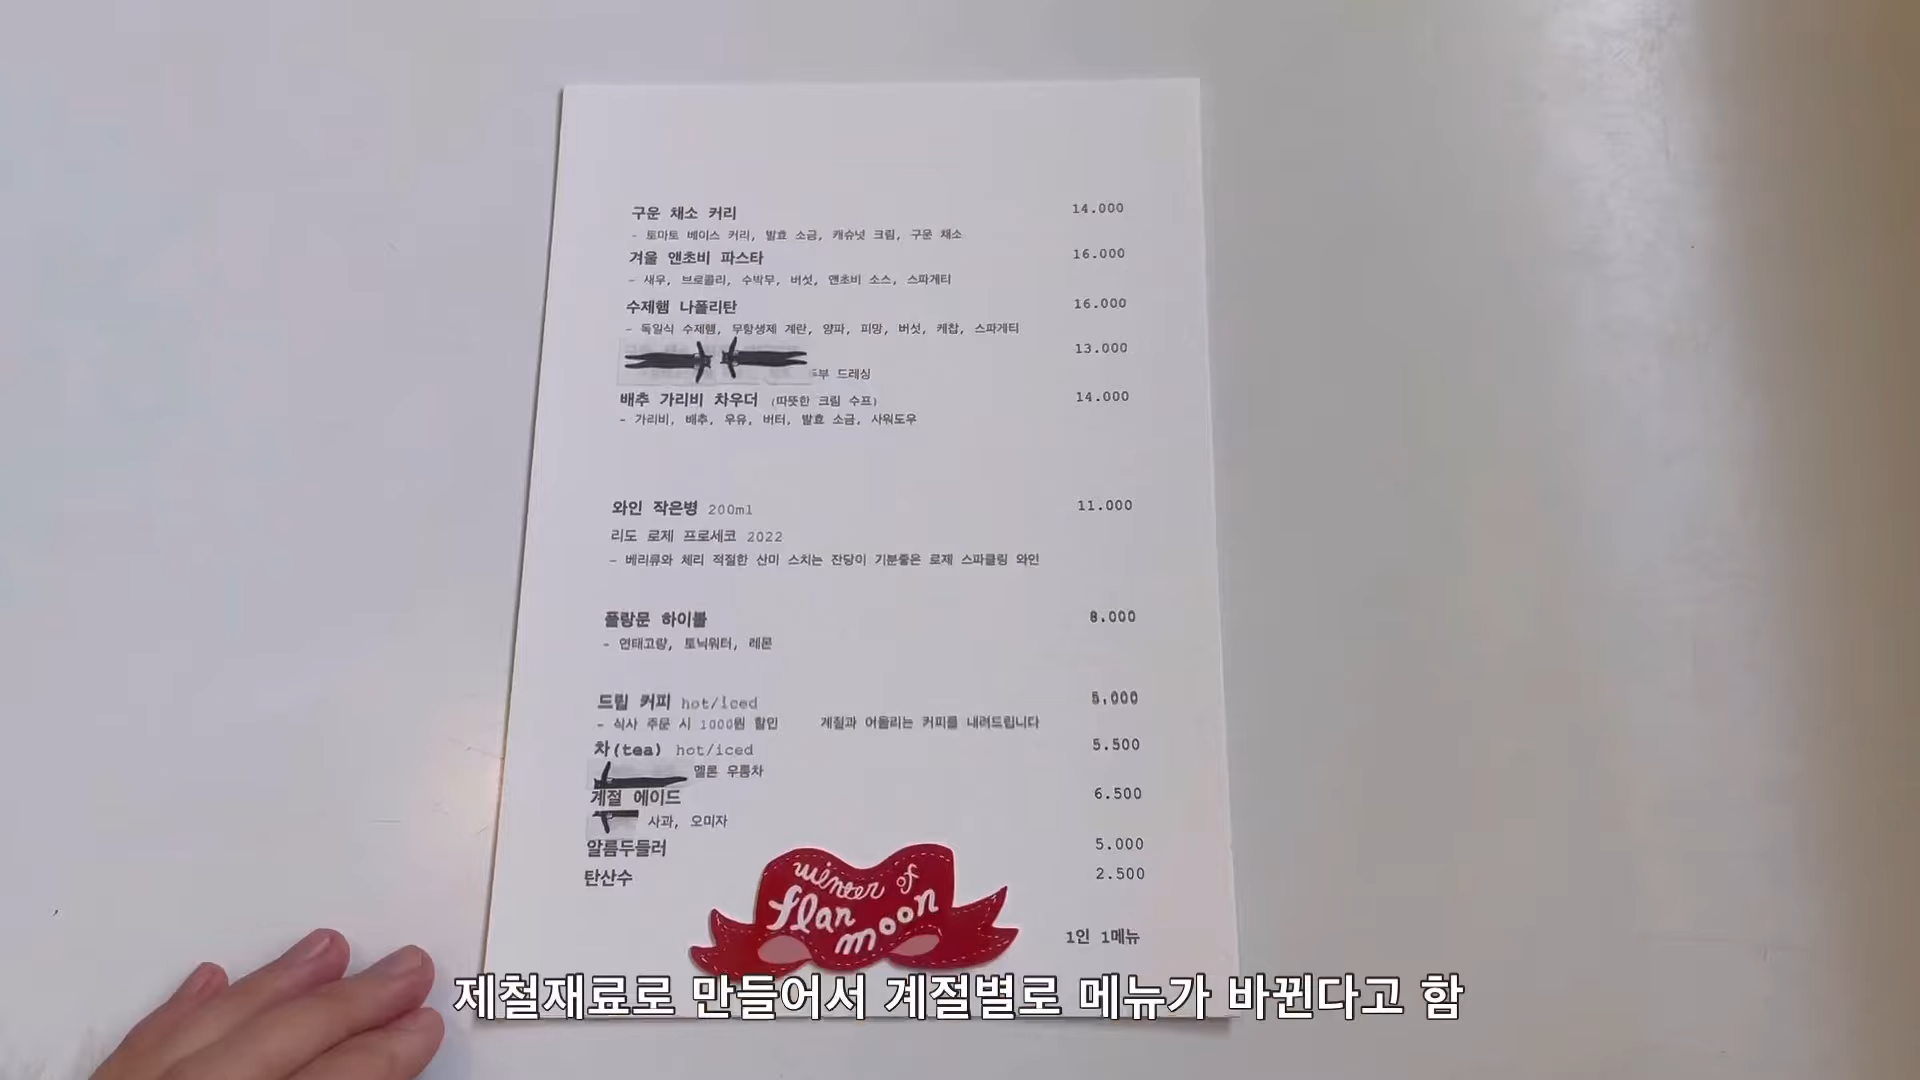 구운 채소 커리 14.000
- 토마토 베이스 커리, 발효 소금, 캐슈넛 크림, 구운 채소
겨울 앤초비 파스타 16.000
- 새우, 브로콜리, 수박무, 버섯, 앤초비 소스, 스파게티
수제햄 나폴리탄 16.000
- 독일식 수제햄, 무항생제 계란, 양파, 피망, 버섯, 케찹, 스파게티
13.000
드레싱
배추 가리비 차우더 (따뜻한 크림 수프) 14.000
- 가리비, 배추, 우유, 버터, 발효 소금, 사워도우
와인 작은병 200ml 11.000
리도 로제 프로세코 2022
- 베리류와 체리 적절한 산미 스치는 잔당이 기분좋은 로제 스파클링 와인
플랑문 하이볼 8.000
- 연태고량, 토닉워터, 레몬
드립 커피 hot/iced 5,000
- 식사 주문 시 1000원 할인 계절과 어울리는 커피를 내려드립니다
차(tea) hot/iced 5.500
멜론 우롱차
계절 에이드 6.500
사과, 오미자
알름두들러 5.000
탄산수 2.500
winter of
flan
moon
1인 1메뉴
제철재료로 만들어서 계절별로 메뉴가 바뀐다고 함